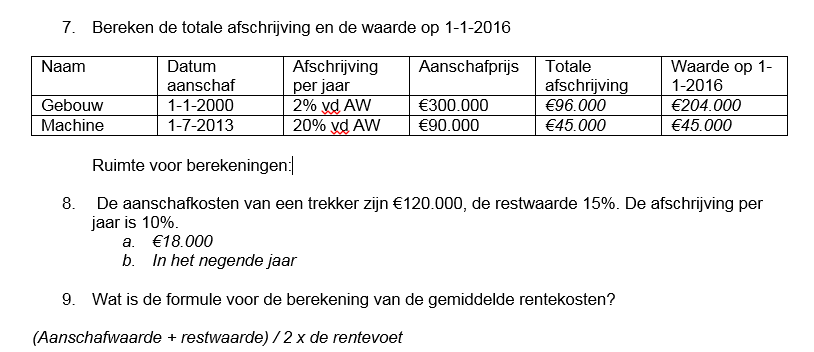 7. Bereken de totale afschrijving en de waarde op 1-1-2016
Naam Datum aanschaf Afschrijving per jaar Aanschafprijs Totale afschrijving Waarde op 1-1-2016
Gebouw 1-1-2000 2% vd AW €300.000 €96.000 €204.000
Machine 1-7-2013 20% vd AW €90.000 €45.000 €45.000
Ruimte voor berekeningen:
8. De aanschafkosten van een trekker zijn €120.000, de restwaarde 15%. De afschrijving per
jaar is 10%.
a. €18.000
b. In het negende jaar
9. Wat is de formule voor de berekening van de gemiddelde rentekosten?
(Aanschafwaarde + restwaarde) / 2 x de rentevoet